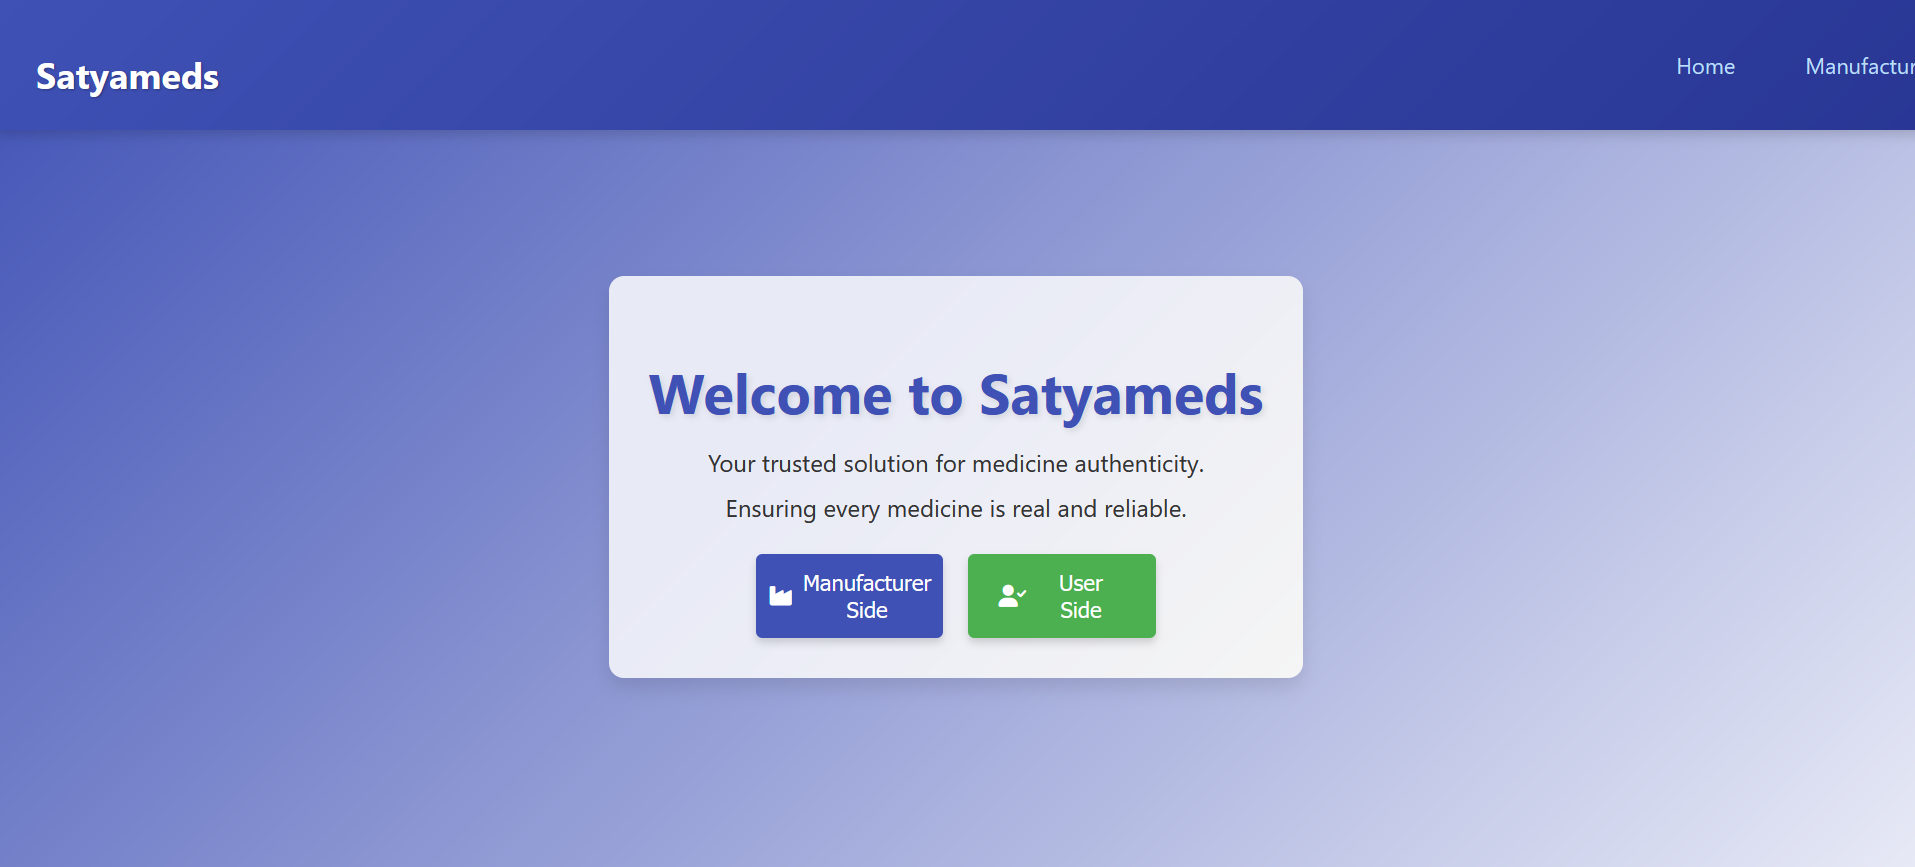 Satyameds
Home
Manufactur
Welcome to Satyameds
Your trusted solution for medicine authenticity.
Ensuring every medicine is real and reliable.
Manufacturer
Side
User
Side